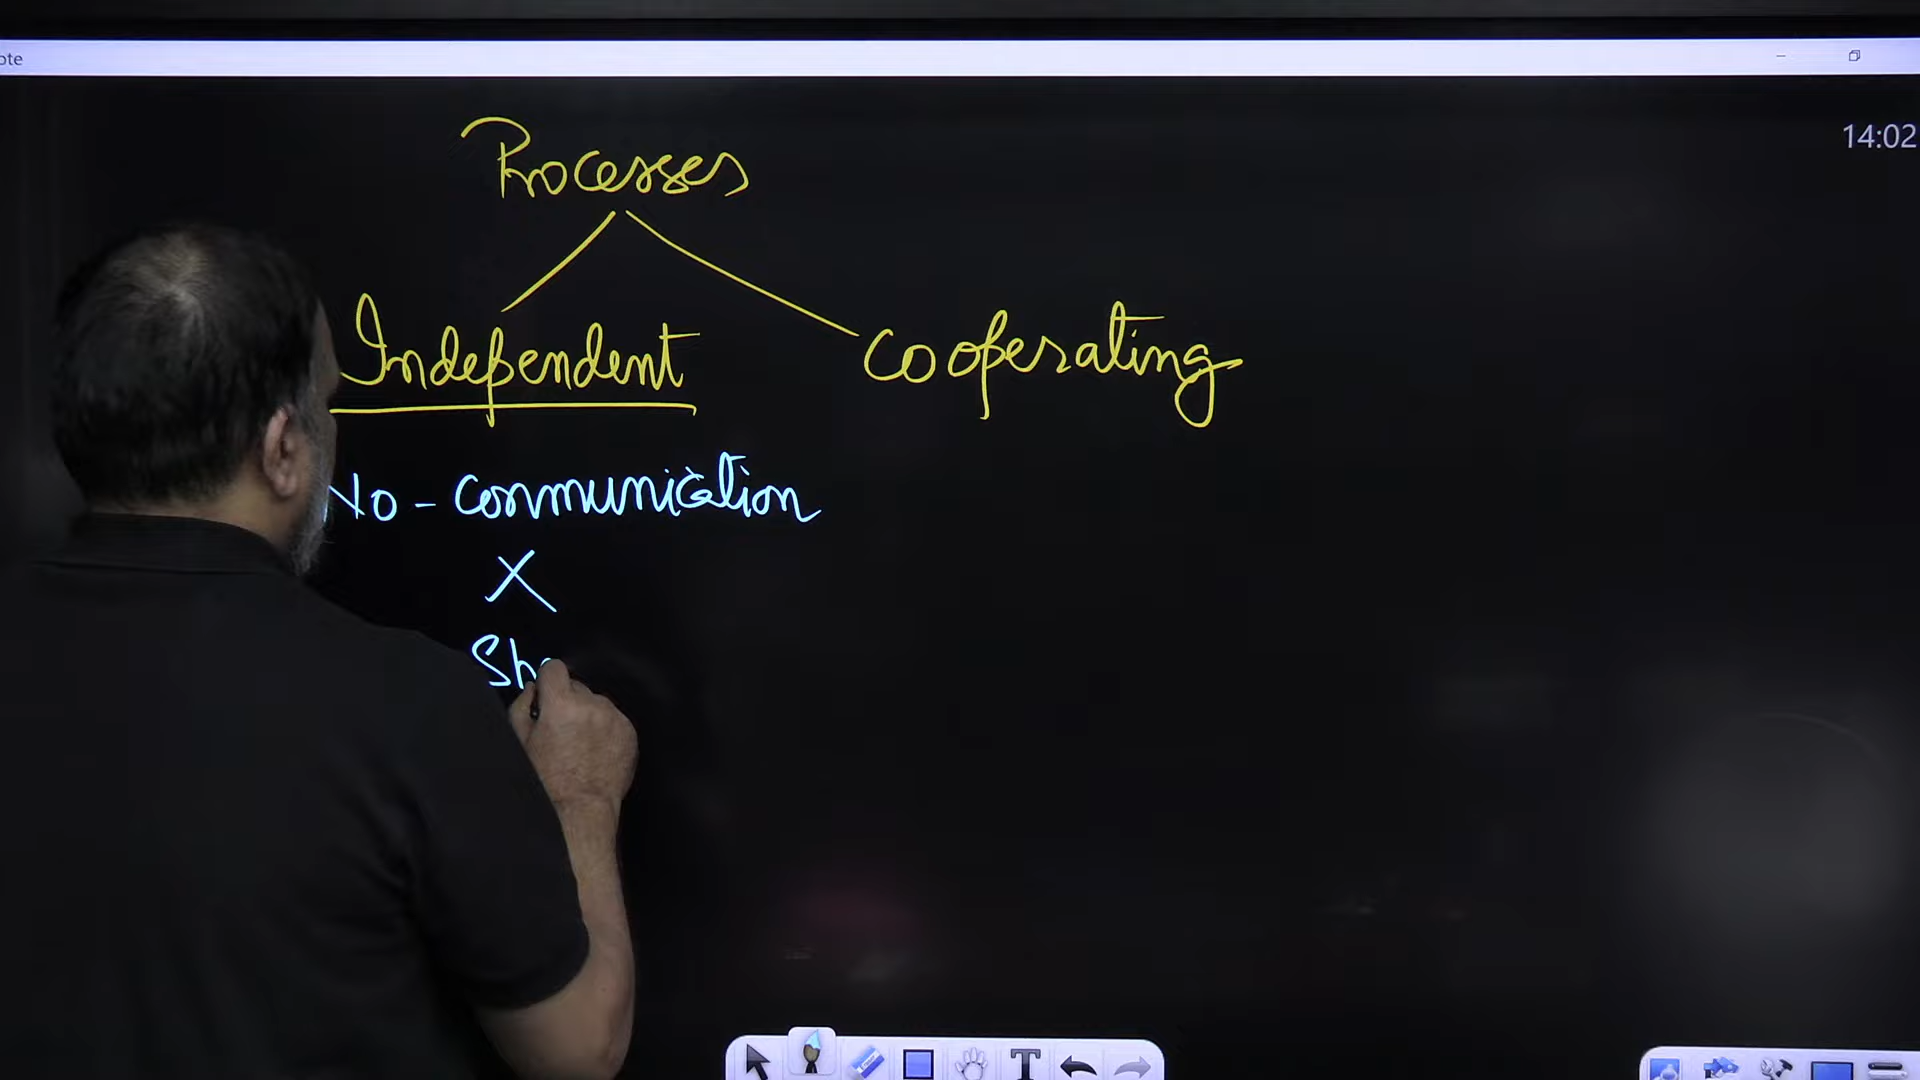 ote
14:02
Processes
Independent Cooperating
No - communication
X
Sh
T